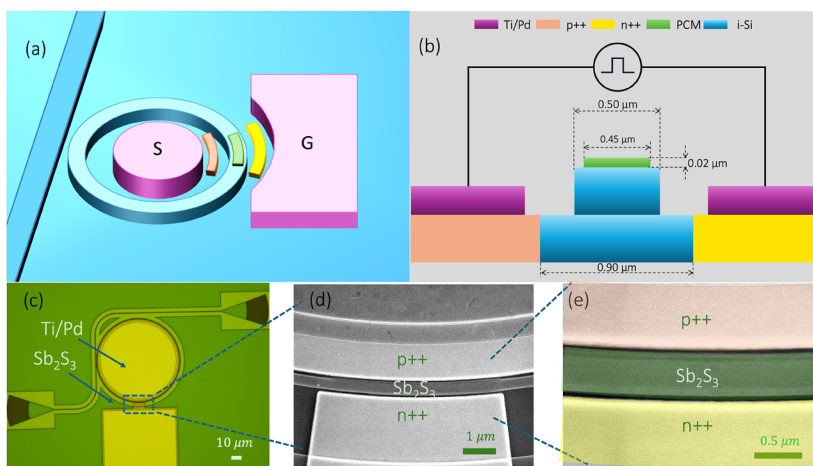 (a)
S
G
Ti/Pd p++ n++ PCM i-Si
(b)
0.50 μm
0.45 μm
0.02 μm
0.90 μm
(c)
Ti/Pd
Sb₂S₃
10 μm
(d)
p++
Sb₂S₃
n++
1 μm
(e)
p++
Sb₂S₃
n++
0.5 μm